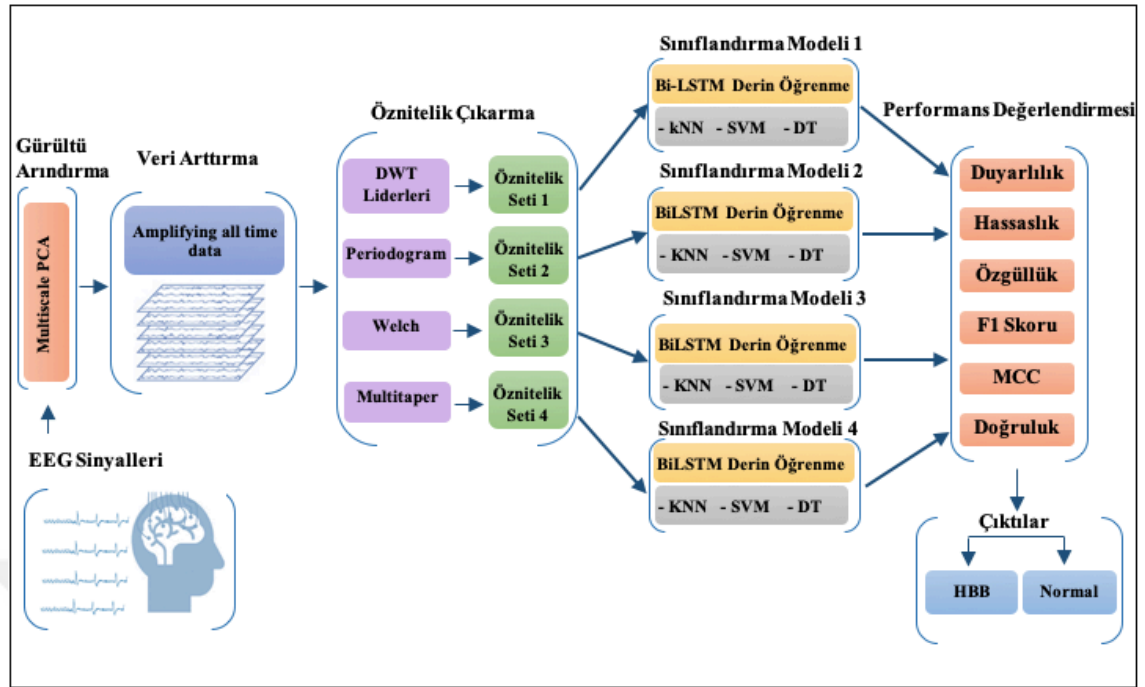 Gürültü
Arındırma
Multiscale PCA
EEG Sinyalleri
Veri Arttırma
Amplifying all time
data
Öznitelik Çıkarma
DWT
Liderleri
Öznitelik
Seti 1
Periodogram
Öznitelik
Seti 2
Welch
Öznitelik
Seti 3
Multitaper
Öznitelik
Seti 4
Sınıflandırma Modeli 1
Bi-LSTM Derin Öğrenme
- kNN - SVM - DT
Sınıflandırma Modeli 2
BiLSTM Derin Öğrenme
- KNN - SVM - DT
Sınıflandırma Modeli 3
BiLSTM Derin Öğrenme
- KNN - SVM - DT
Sınıflandırma Modeli 4
BiLSTM Derin Öğrenme
- KNN - SVM - DT
Performans Değerlendirmesi
Duyarlılık
Hassaslık
Özgüllük
F1 Skoru
MCC
Doğruluk
Çıktılar
HBB
Normal